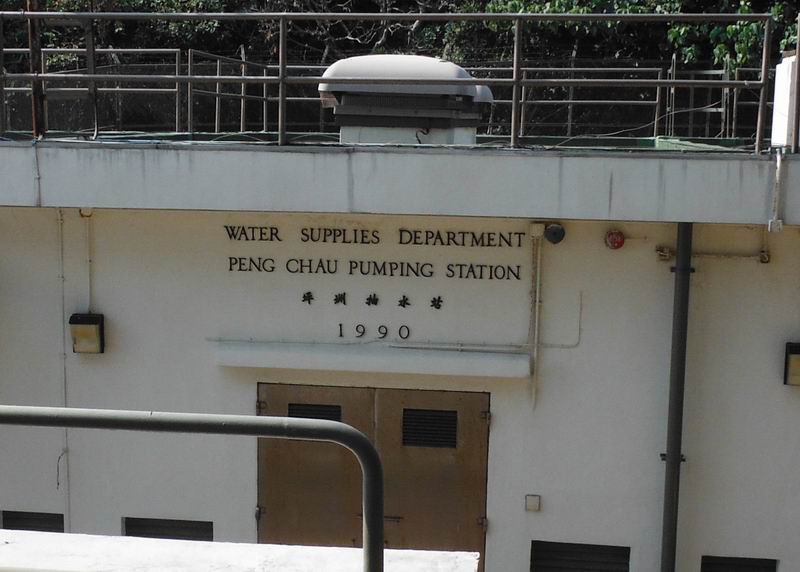 WATER SUPPLIES DEPARTMENT
PENG CHAU PUMPING STATION
坪洲抽水站
1990